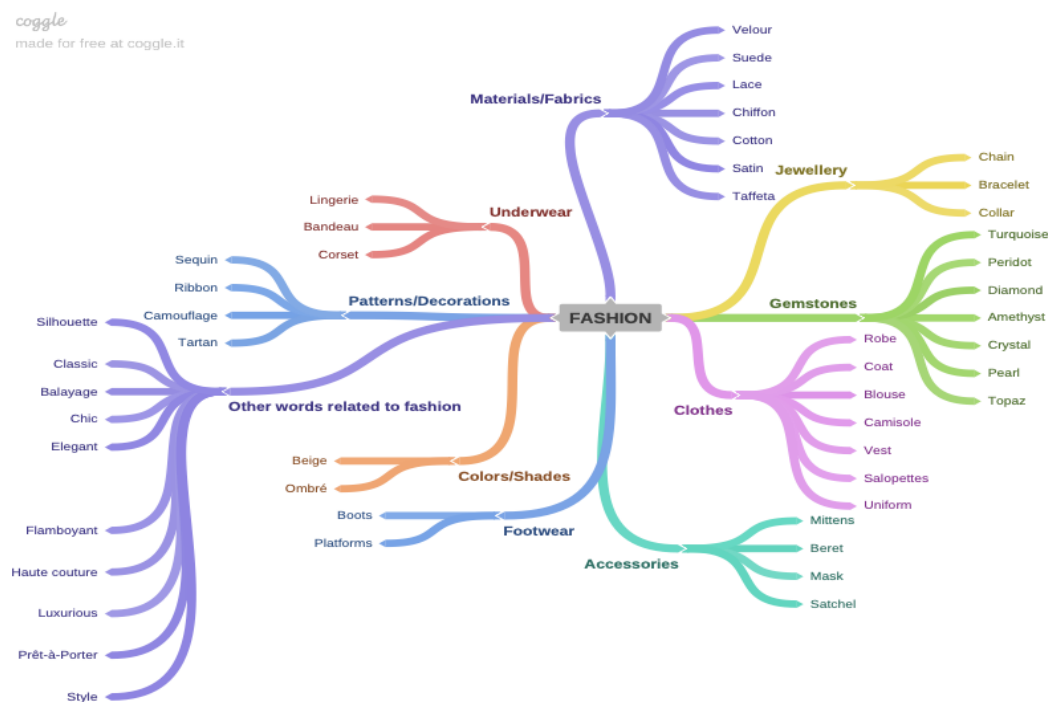 coggle
made for free at coggle.it
Materials/Fabrics
Velour
Suede
Lace
Chiffon
Cotton
Satin
Taffeta
Jewellery
Chain
Bracelet
Collar
Underwear
Lingerie
Bandeau
Corset
Patterns/Decorations
Sequin
Ribbon
Camouflage
Tartan
FASHION
Gemstones
Turquoise
Peridot
Diamond
Amethyst
Crystal
Pearl
Topaz
Clothes
Robe
Coat
Blouse
Camisole
Vest
Salopettes
Uniform
Other words related to fashion
Silhouette
Classic
Balayage
Chic
Elegant
Flamboyant
Haute couture
Luxurious
Prêt-à-Porter
Style
Colors/Shades
Beige
Ombré
Footwear
Boots
Platforms
Accessories
Mittens
Beret
Mask
Satchel